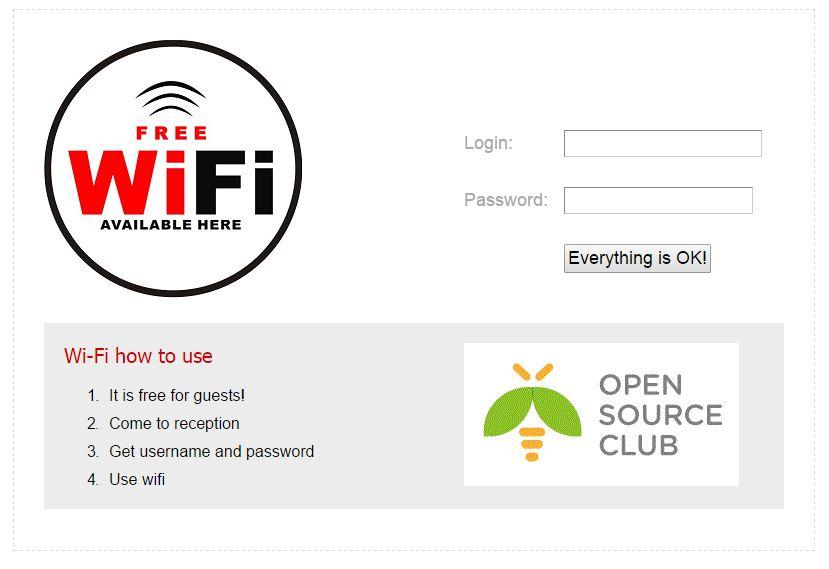 FREE
WiFi
AVAILABLE HERE
Login:
Password:
Everything is OK!
Wi-Fi how to use
1. It is free for guests!
2. Come to reception
3. Get username and password
4. Use wifi
OPEN
SOURCE
CLUB